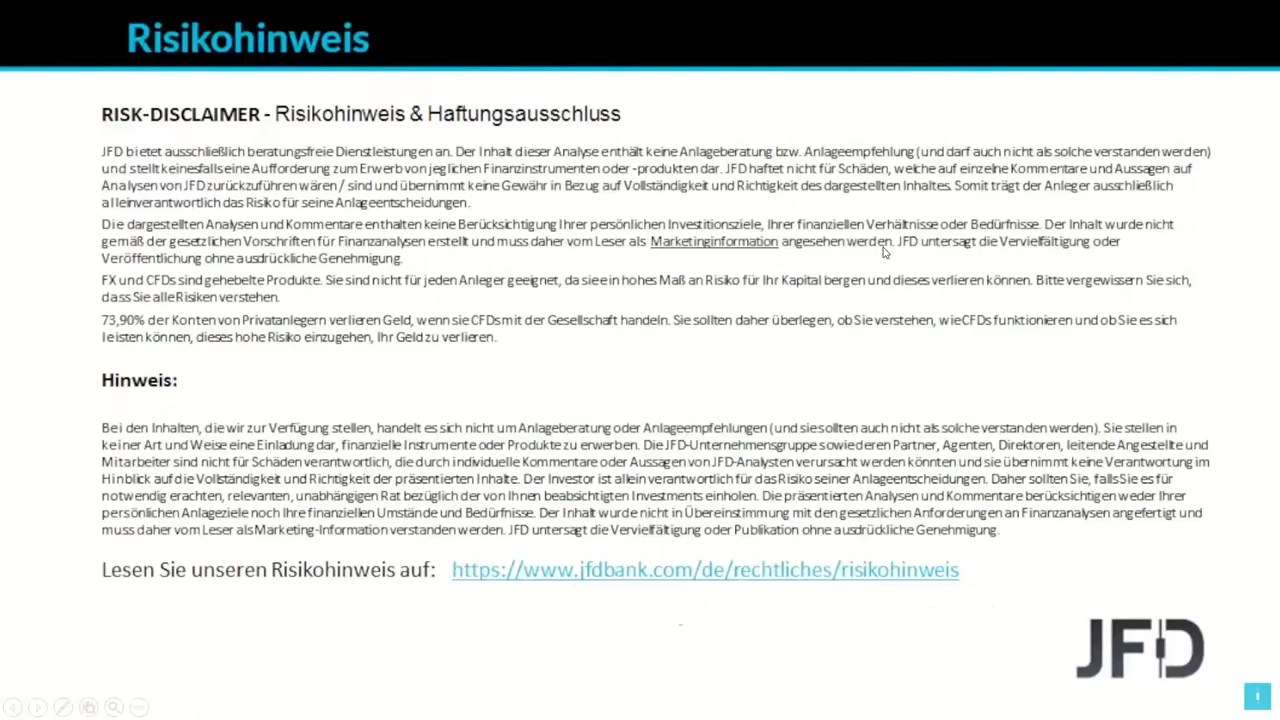 Risikohinweis
RISK-DISCLAIMER - Risikohinweis & Haftungsausschluss
JFD bietet ausschließlich beratungsfreie Dienstleistungen an. Der Inhalt dieser Analyse enthält keine Anlageberatung bzw. Anlageempfehlung (und darf auch nicht als solche verstanden werden)
und stellt keinesfalls eine Aufforderung zum Erwerb von jeglichen Finanzinstrumenten oder -produkten dar. JFD haftet nicht für Schäden, welche auf einzelne Kommentare und Aussagen auf
Analysen von JFD zurückzuführen wären / sind und übernimmt keine Gewähr in Bezug auf Vollständigkeit und Richtigkeit des dargestellten Inhaltes. Somit trägt der Anleger ausschließlich
alleinverantwortlich das Risiko für seine Anlageentscheidungen.
Die dargestellten Analysen und Kommentare enthalten keine Berücksichtigung Ihrer persönlichen Investitionsziele, Ihrer finanziellen Verhältnisse oder Bedürfnisse. Der Inhalt wurde nicht
gemäß der gesetzlichen Vorschriften für Finanzanalysen erstellt und muss daher vom Leser als Marketinginformation angesehen werden. JFD untersagt die Vervielfältigung oder
Veröffentlichung ohne ausdrückliche Genehmigung.
FX und CFDs sind gehebelte Produkte. Sie sind nicht für jeden Anleger geeignet, da sie ein hohes Maß an Risiko für Ihr Kapital bergen und dieses verlieren können. Bitte vergewissern Sie sich,
dass Sie alle Risiken verstehen.
73,90% der Konten von Privatanlegern verlieren Geld, wenn sie CFDs mit der Gesellschaft handeln. Sie sollten daher überlegen, ob Sie verstehen, wie CFDs funktionieren und ob Sie es sich
leisten können, dieses hohe Risiko einzugehen, Ihr Geld zu verlieren.
Hinweis:
Bei den Inhalten, die wir zur Verfügung stellen, handelt es sich nicht um Anlageberatung oder Anlageempfehlungen (und sie sollten auch nicht als solche verstanden werden). Sie stellen in
keiner Art und Weise eine Einladung dar, finanzielle Instrumente oder Produkte zu erwerben. Die JFD-Unternehmensgruppe sowie deren Partner, Agenten, Direktoren, leitende Angestellte und
Mitarbeiter sind nicht für Schäden verantwortlich, die durch individuelle Kommentare oder Aussagen von JFD-Analysten verursacht werden könnten und sie übernimmt keine Verantwortung im
Hinblick auf die Vollständigkeit und Richtigkeit der präsentierten Inhalte. Der Investor ist allein verantwortlich für das Risiko seiner Anlageentscheidungen. Daher sollten Sie, falls Sie es für
notwendig erachten, relevanten, unabhängigen Rat bezüglich der von Ihnen beabsichtigten Investments einholen. Die präsentierten Analysen und Kommentare berücksichtigen weder Ihrer
persönlichen Anlageziele noch Ihre finanziellen Umstände und Bedürfnisse. Der Inhalt wurde nicht in Übereinstimmung mit den gesetzlichen Anforderungen an Finanzanalysen angefertigt und
muss daher vom Leser als Marketing-Information verstanden werden. JFD untersagt die Vervielfältigung oder Publikation ohne ausdrückliche Genehmigung.
Lesen Sie unseren Risikohinweis auf: https://www.jfdbank.com/de/rechtliches/risikohinweis
JFD
i